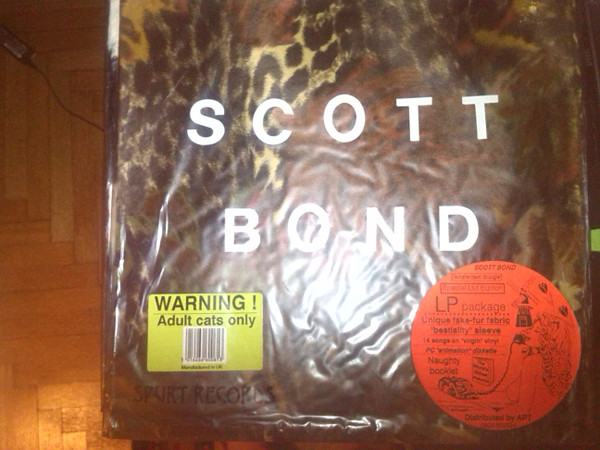 SCOTT
BOND
WARNING !
Adult cats only
Manufactured in UK
SPURT RECORDS
SCOTT BOND
LP package
Unique fake-fur fabric
"bestiality" sleeve
14 songs on "virgin" vinyl
PC "animation" diskette
Naughty
booklet
Distributed by APT